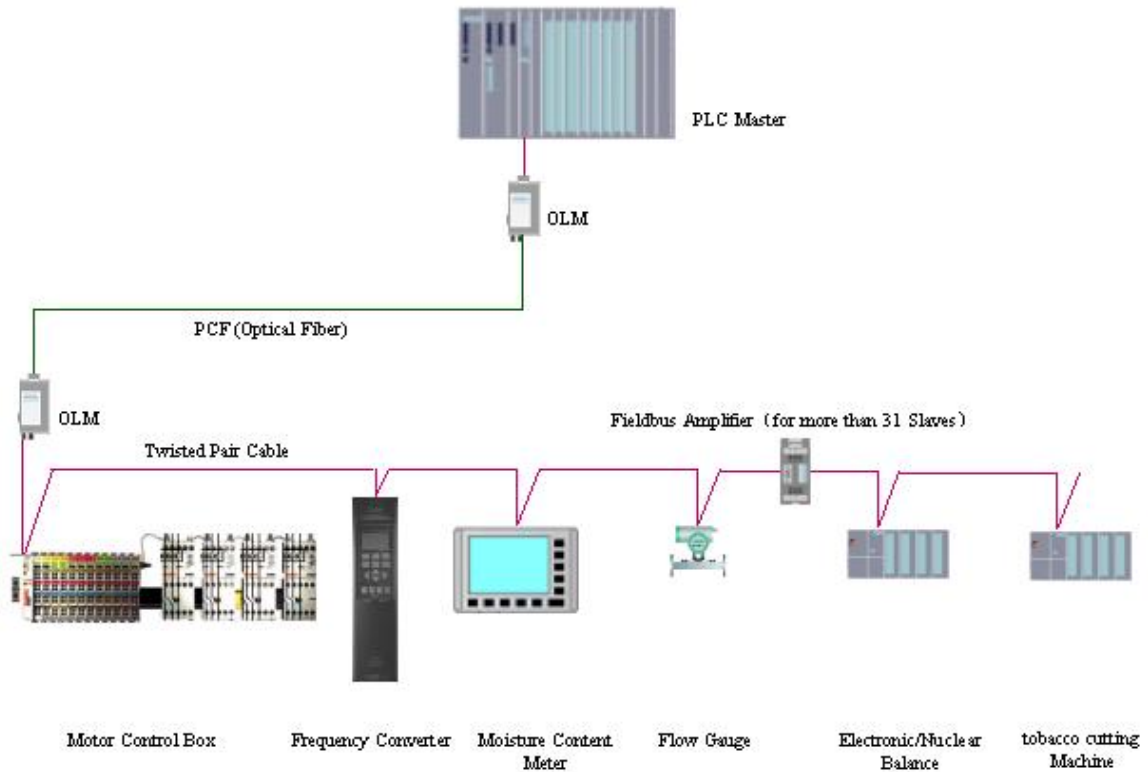 PLC Master
OLM
PCF (Optical Fiber)
OLM
Fieldbus Amplifier (for more than 31 Slaves)
Twisted Pair Cable
Motor Control Box
Frequency Converter
Moisture Content
Meter
Flow Gauge
Electronic/Nuclear
Balance
tobacco cutting
Machine